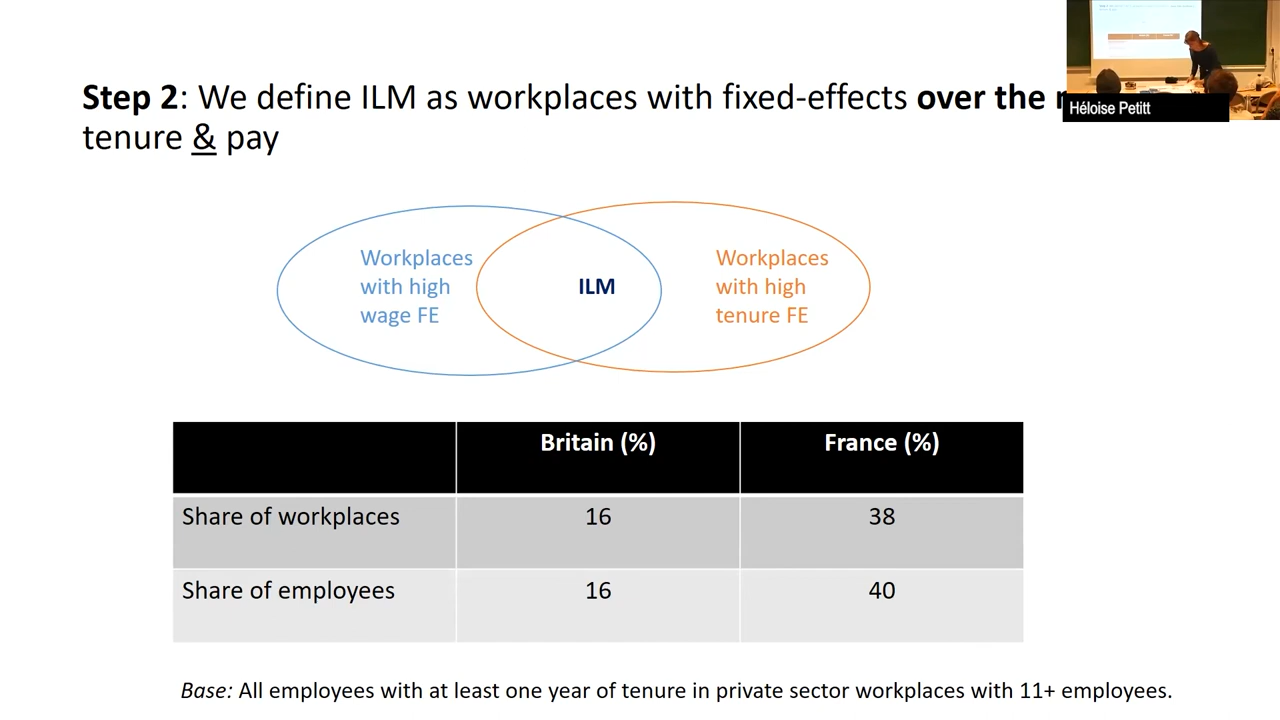 Step 2: We define ILM as workplaces with fixed-effects over the
tenure & pay
Héloise Petitt
Workplaces
with high
wage FE
ILM
Workplaces
with high
tenure FE
Britain (%) France (%)
Share of workplaces 16 38
Share of employees 16 40
Base: All employees with at least one year of tenure in private sector workplaces with 11+ employees.